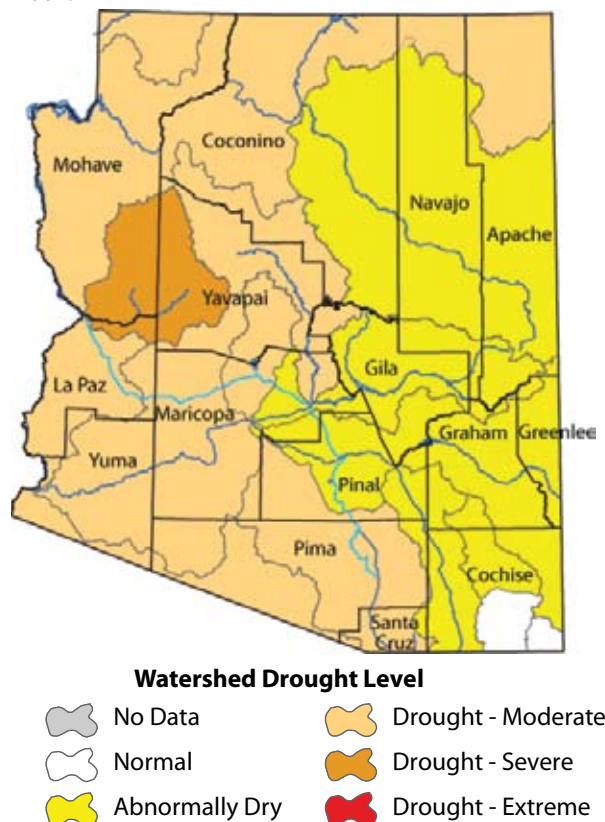 Coconino
Mohave
Navajo
Apache
Yavapai
Gila
La Paz
Maricopa
Graham
Greenlee
Yuma
Pinal
Pima
Cochise
Santa
Cruz
Watershed Drought Level
No Data
Drought - Moderate
Normal
Drought - Severe
Abnormally Dry
Drought - Extreme